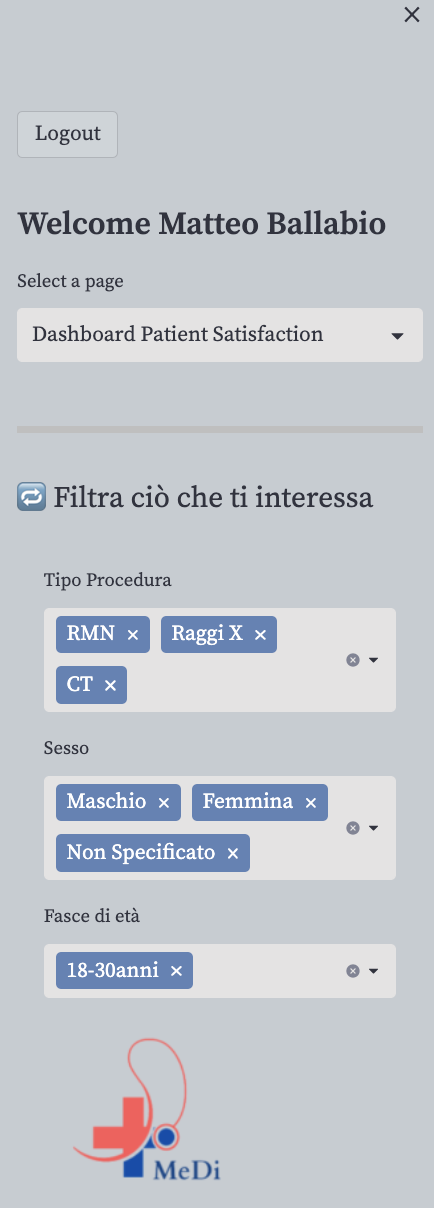 Logout
Welcome Matteo Ballabio
Select a page
Dashboard Patient Satisfaction
Filtra ciò che ti interessa
Tipo Procedura
RMN × Raggi X ×
CT ×
Sesso
Maschio × Femmina ×
Non Specificato ×
Fasce di età
18-30anni ×
MeDi